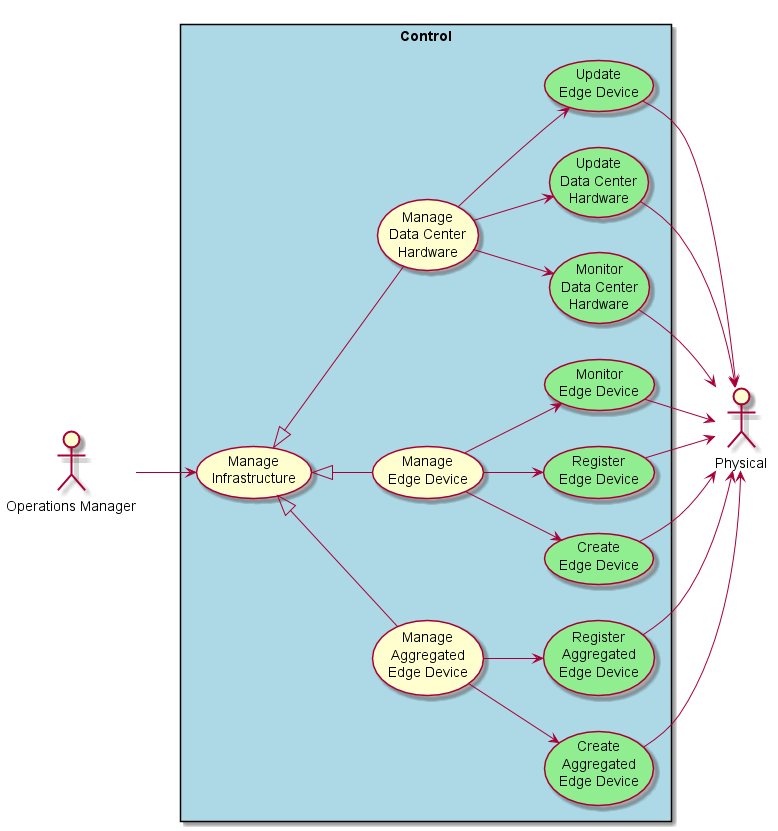 Control
Update
Edge Device
Update
Data Center
Hardware
Manage
Data Center
Hardware
Monitor
Data Center
Hardware
Monitor
Edge Device
Operations Manager
Manage
Infrastructure
Manage
Edge Device
Register
Edge Device
Physical
Create
Edge Device
Manage
Aggregated
Edge Device
Register
Aggregated
Edge Device
Create
Aggregated
Edge Device